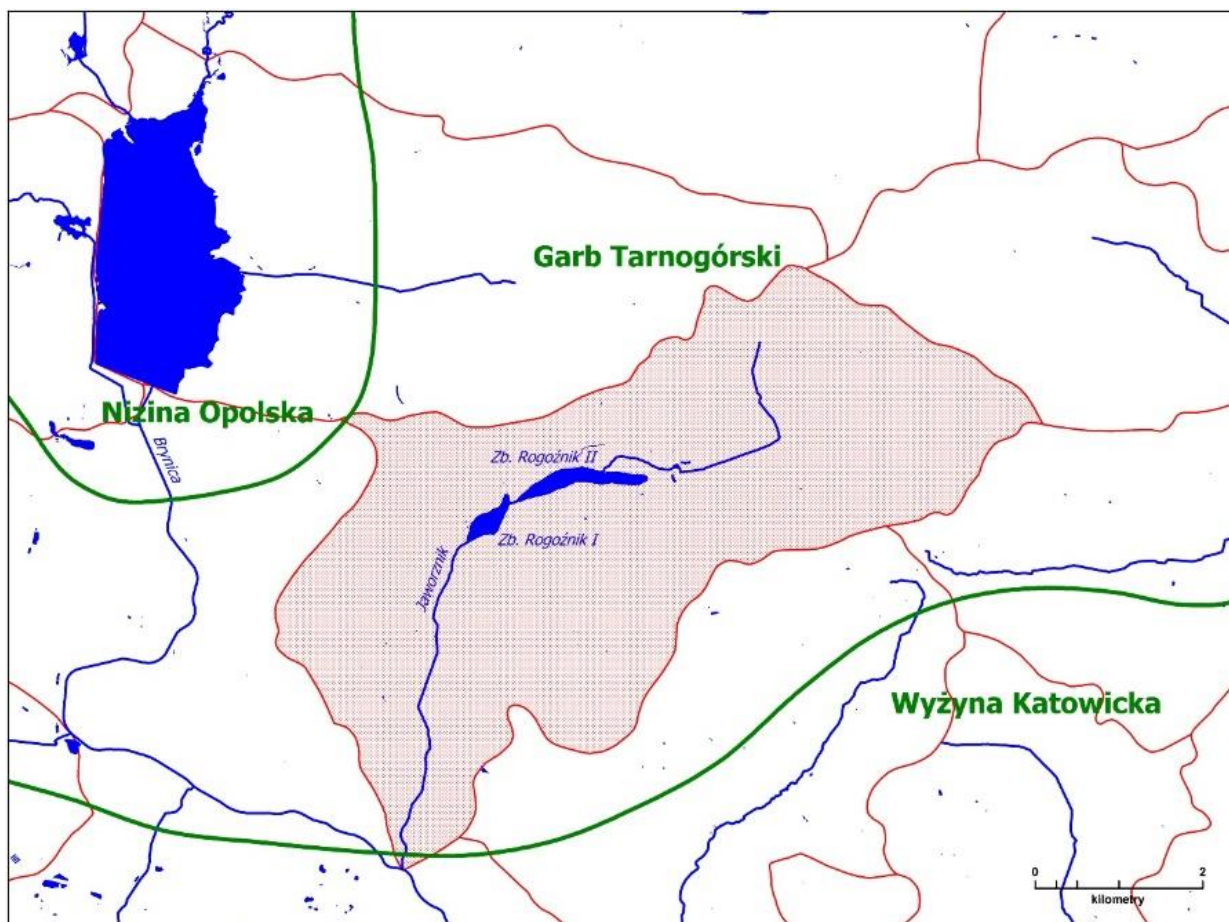 Garb Tarnogórski
Nizina Opolska
Brynica
Zb. Rogoźnik II
Zb. Rogoźnik I
Jaworznik
Wyżyna Katowicka
0 2
kilometry